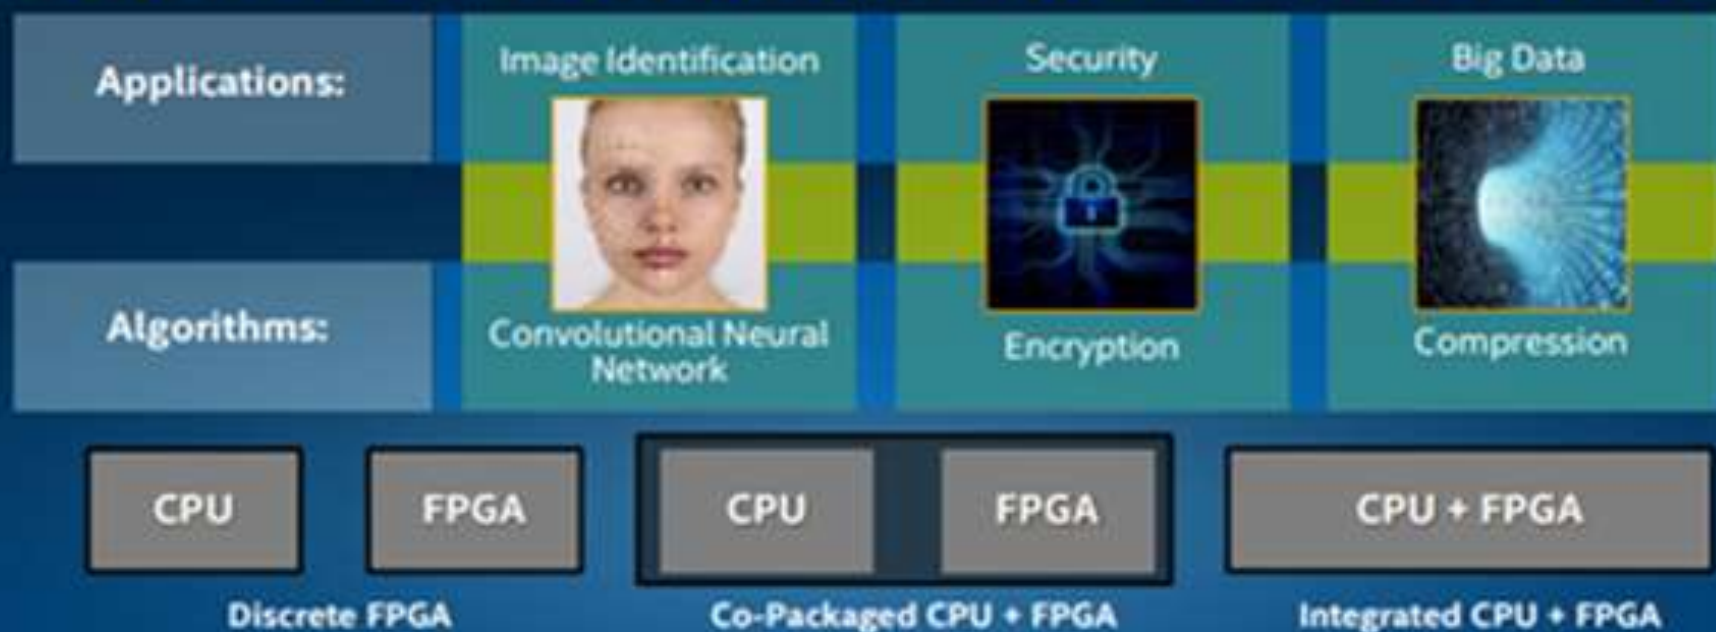 Applications:
Image Identification
Security
Big Data
Algorithms:
Convolutional Neural
Network
Encryption
Compression
CPU
FPGA
CPU
FPGA
CPU + FPGA
Discrete FPGA
Co-Packaged CPU + FPGA
Integrated CPU + FPGA